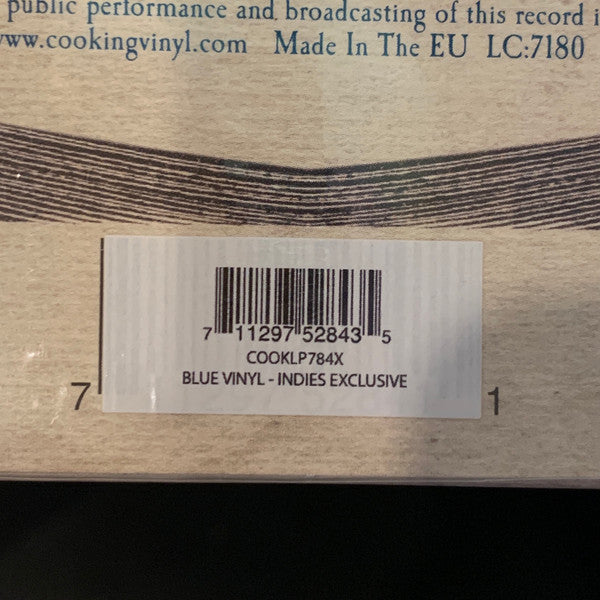 public performance and broadcasting of this record i
ww.cookingvinyl.com Made In The EU LC:7180
7 11297 52843 5
COOKLP784X
BLUE VINYL - INDIES EXCLUSIVE
7 1